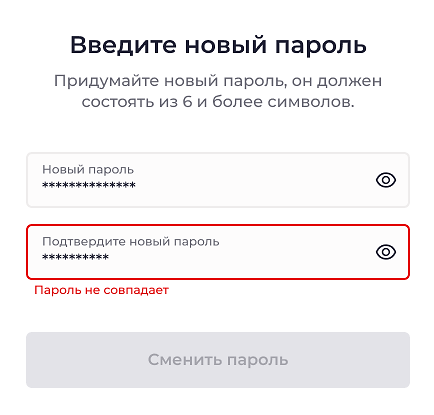 Введите новый пароль
Придумайте новый пароль, он должен
состоять из 6 и более символов.
Новый пароль
**************
Подтвердите новый пароль
**********
Пароль не совпадает
Сменить пароль